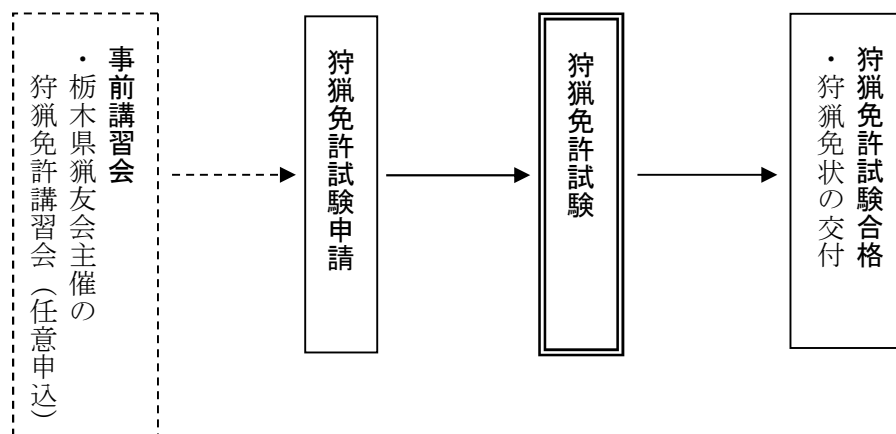 事前講習会
・栃木県猟友会主催の
狩猟免許講習会（任意申込）
狩猟免許試験申請
狩猟免許試験
狩猟免許試験合格
・狩猟免状の交付